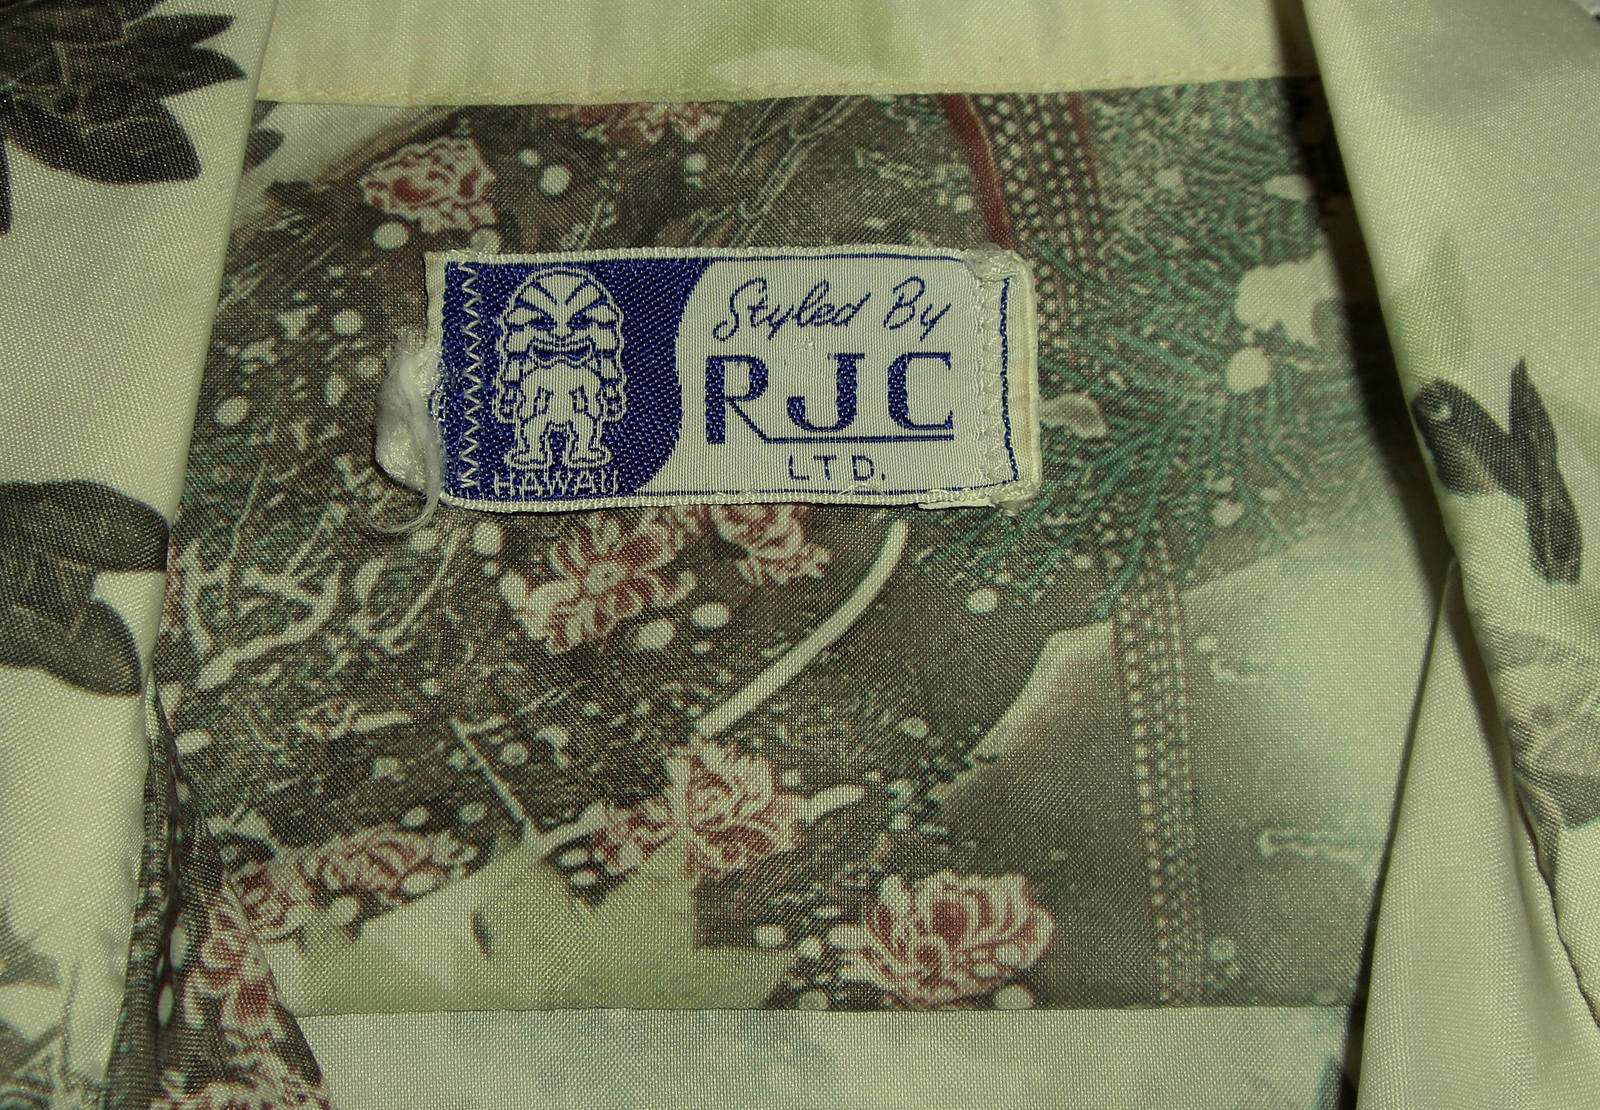 Styled By
RJC
LTD.
HAWAII